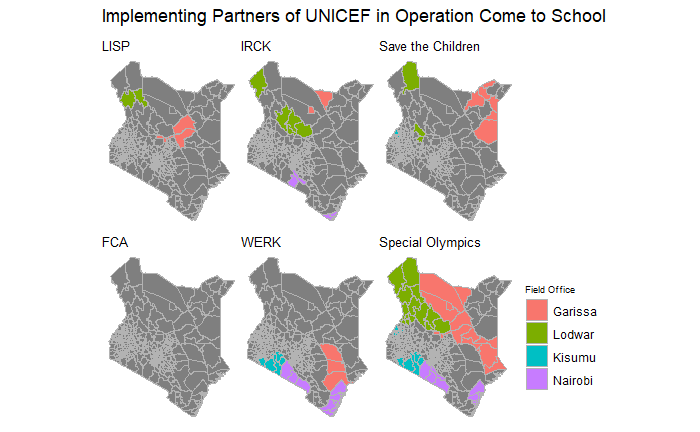 Implementing Partners of UNICEF in Operation Come to School
LISP
IRCK
Save the Children
FCA
WERK
Special Olympics
Field Office
Garissa
Lodwar
Kisumu
Nairobi